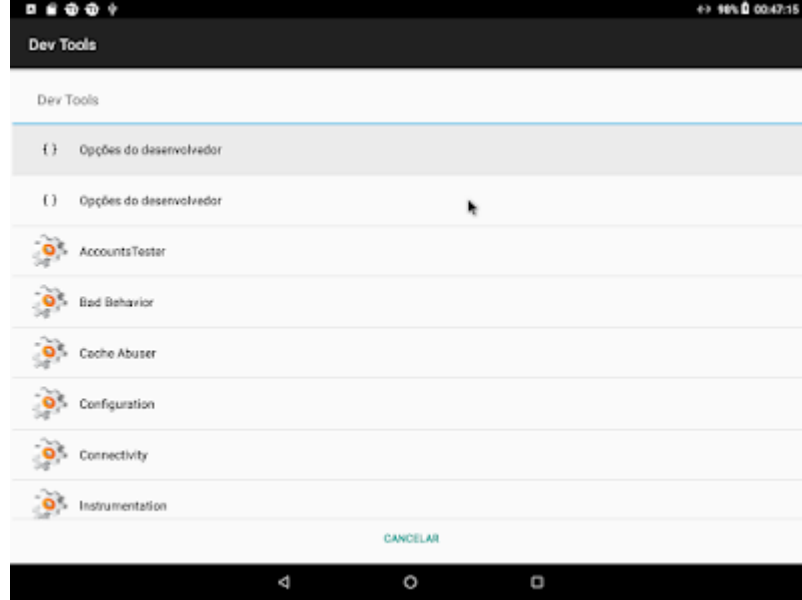 98% 00:47:15
Dev Tools
Dev Tools
{ } Opções do desenvolvedor
{ } Opções do desenvolvedor
AccountsTester
Bad Behavior
Cache Abuser
Configuration
Connectivity
Instrumentation
CANCELAR